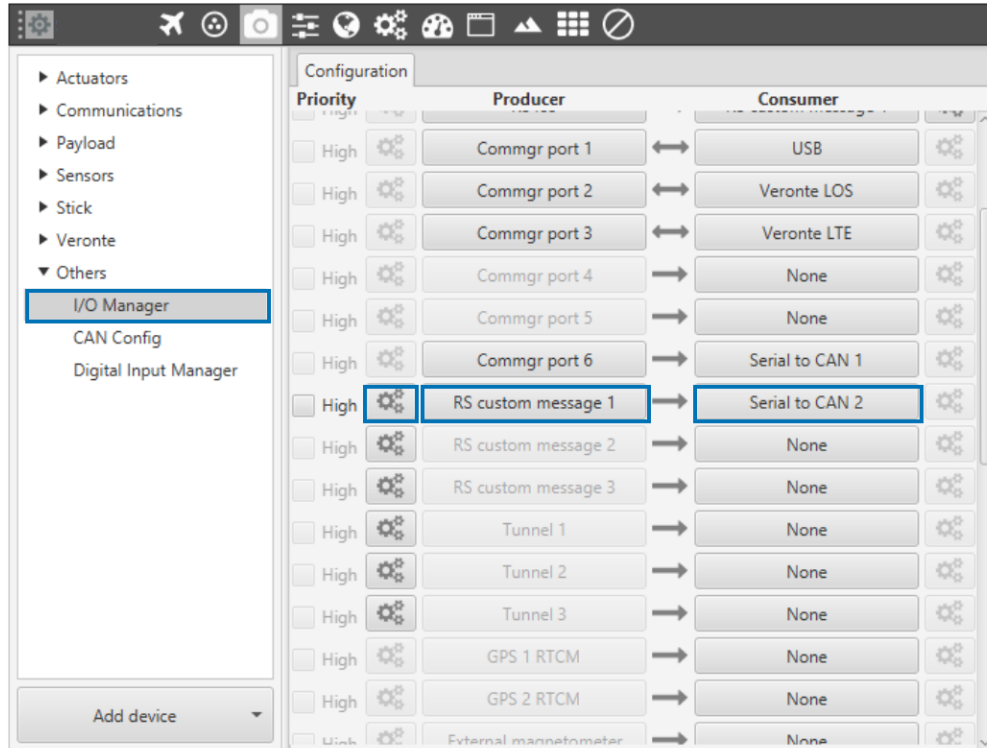 Actuators
Communications
Payload
Sensors
Stick
Veronte
Others
I/O Manager
CAN Config
Digital Input Manager
Add device
Configuration
Priority Producer Consumer
High Commgr port 1 USB
High Commgr port 2 Veronte LOS
High Commgr port 3 Veronte LTE
High Commgr port 4 None
High Commgr port 5 None
High Commgr port 6 Serial to CAN 1
High RS custom message 1 Serial to CAN 2
High RS custom message 2 None
High RS custom message 3 None
High Tunnel 1 None
High Tunnel 2 None
High Tunnel 3 None
High GPS 1 RTCM None
High GPS 2 RTCM None
High External magnetometer None